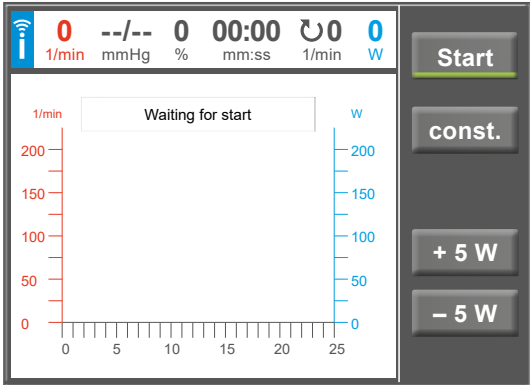 0 --/-- 0 00:00 ↻0 0
1/min mmHg % mm:ss 1/min W
Start
const.
+ 5 W
– 5 W
Waiting for start
1/min W
200 200
150 150
100 100
50 50
0 0
0 5 10 15 20 25